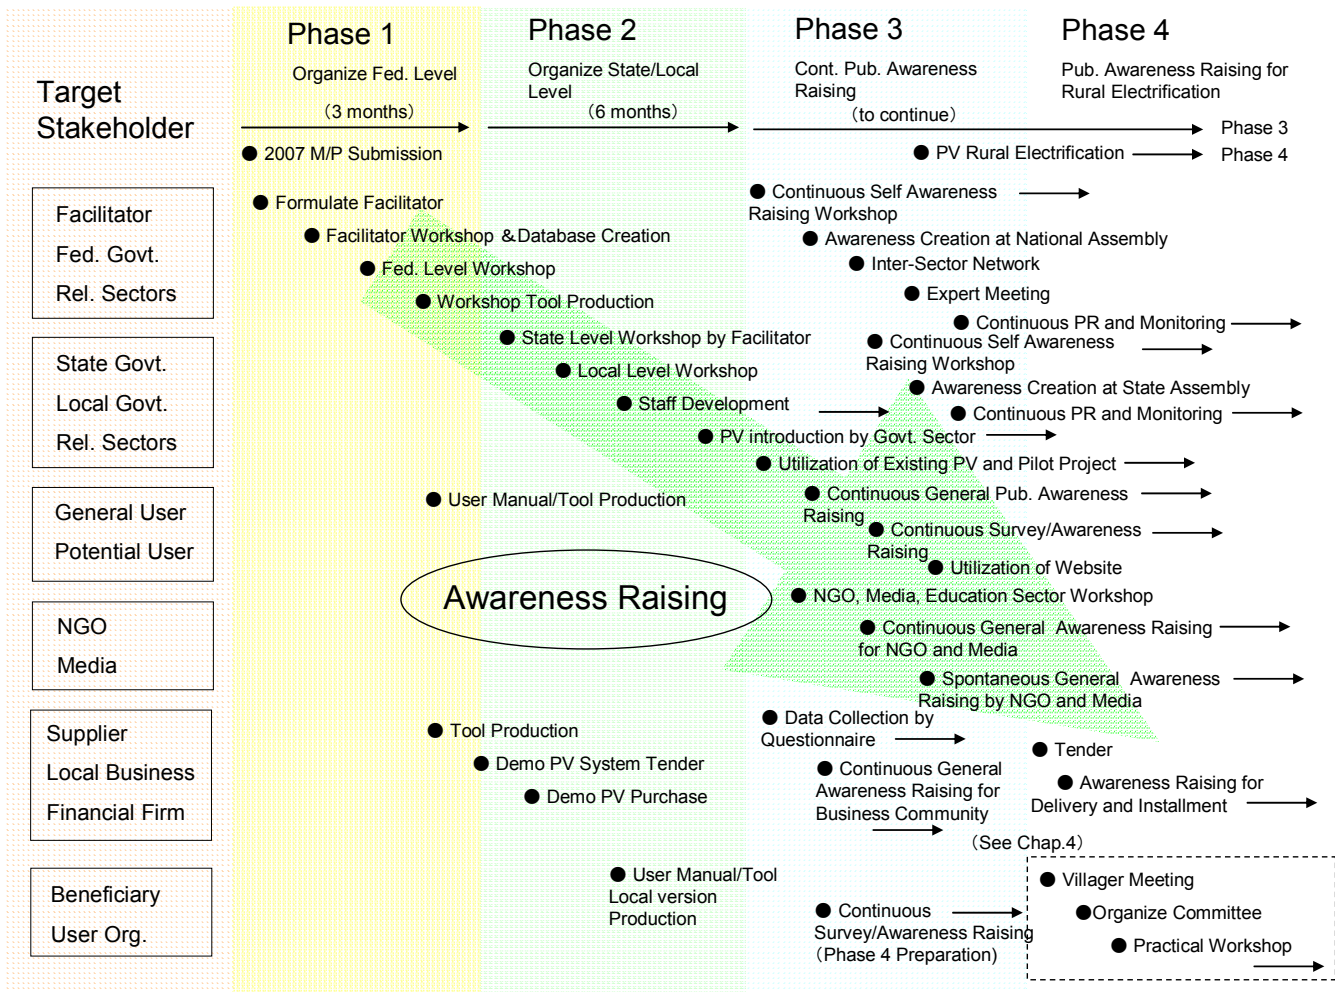 Phase 1
Phase 2
Phase 3
Phase 4
Organize Fed. Level
Organize State/Local
Level
Cont. Pub. Awareness
Raising
Pub. Awareness Raising for
Rural Electrification
Target
Stakeholder
(3 months)
(6 months)
(to continue)
Phase 3
2007 M/P Submission
PV Rural Electrification
Phase 4
Facilitator
Fed. Govt.
Rel. Sectors
Formulate Facilitator
Facilitator Workshop &Database Creation
Fed. Level Workshop
Workshop Tool Production
Continuous Self Awareness
Raising Workshop
Awareness Creation at National Assembly
Inter-Sector Network
Expert Meeting
Continuous PR and Monitoring
State Govt.
Local Govt.
Rel. Sectors
State Level Workshop by Facilitator
Local Level Workshop
Staff Development
PV introduction by Govt. Sector
Utilization of Existing PV and Pilot Project
Continuous Self Awareness
Raising Workshop
Awareness Creation at State Assembly
Continuous PR and Monitoring
General User
Potential User
User Manual/Tool Production
Continuous General Pub. Awareness
Raising
Continuous Survey/Awareness
Raising
Utilization of Website
Awareness Raising
NGO
Media
NGO, Media, Education Sector Workshop
Continuous General Awareness Raising
for NGO and Media
Spontaneous General Awareness
Raising by NGO and Media
Supplier
Local Business
Financial Firm
Tool Production
Demo PV System Tender
Demo PV Purchase
Data Collection by
Questionnaire
Continuous General
Awareness Raising for
Business Community
Tender
Awareness Raising for
Delivery and Installment
(See Chap.4)
Beneficiary
User Org.
User Manual/Tool
Local version
Production
Continuous
Survey/Awareness Raising
(Phase 4 Preparation)
Villager Meeting
Organize Committee
Practical Workshop